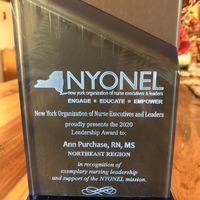 NYONEL
new york organization of nurse executives & leaders
ENGAGE • EDUCATE • EMPOWER
New York Organization of Nurse Executives and Leaders
proudly presents the 2020
Leadership Award to:
Ann Purchase, RN, MS
NORTHEAST REGION
in recognition of
exemplary nursing leadership
and support of the NYONEL mission.